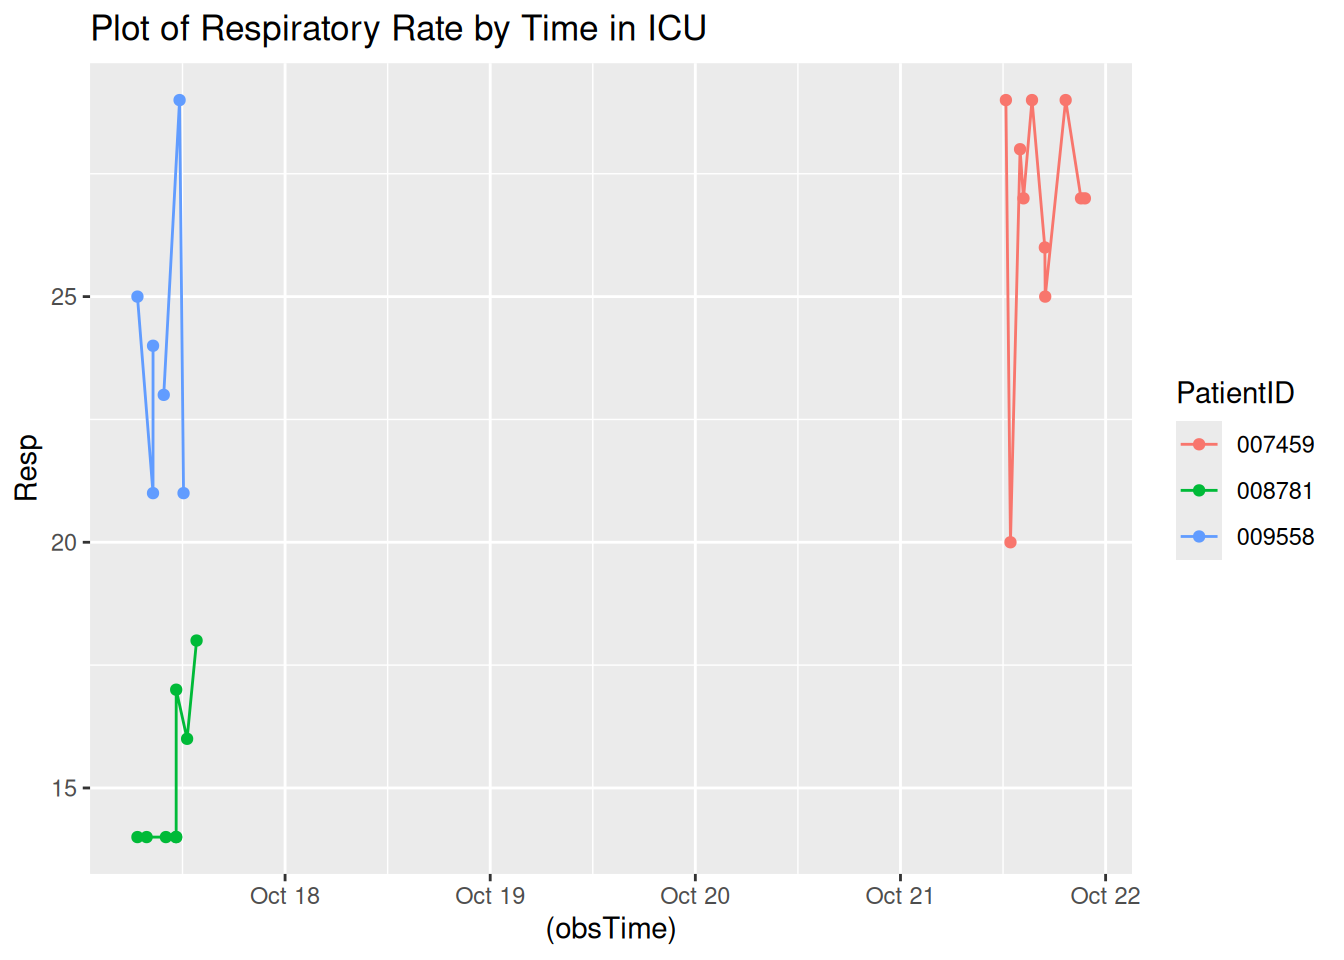 Plot of Respiratory Rate by Time in ICU
Resp
25
20
15
Oct 18
Oct 19
Oct 20
Oct 21
Oct 22
(obsTime)
PatientID
007459
008781
009558